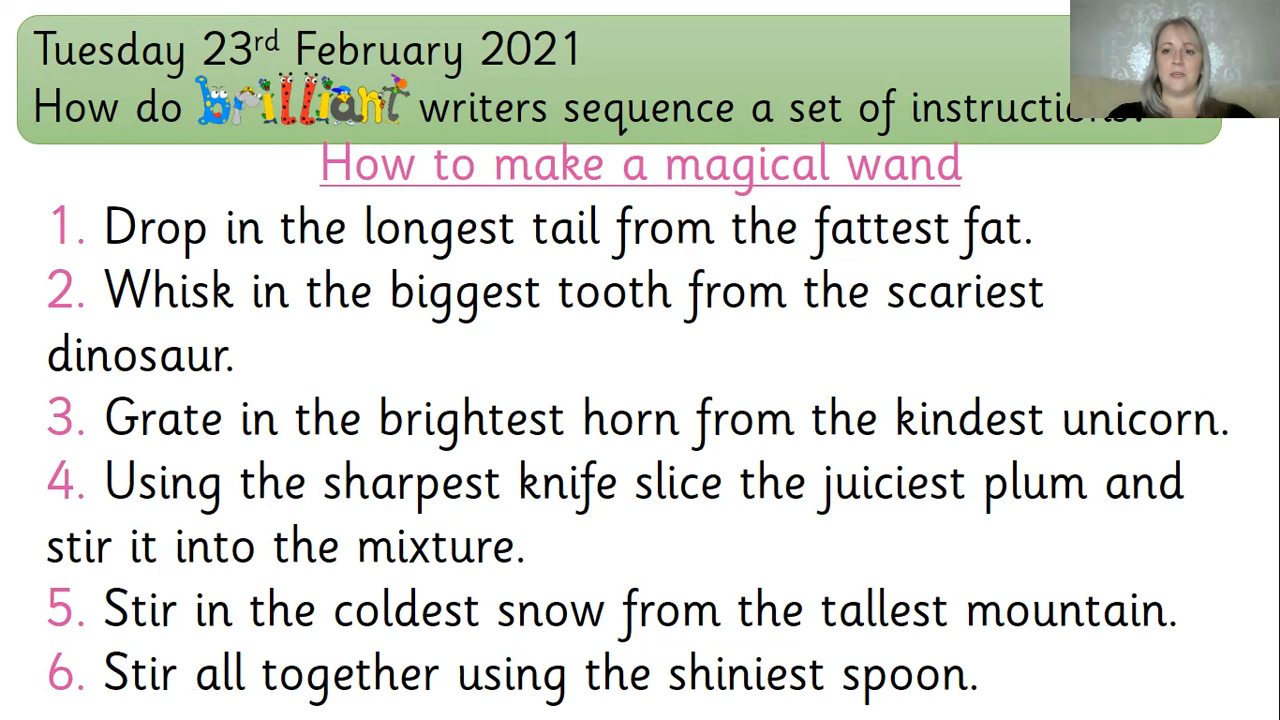 Tuesday 23rd February 2021
How do brilliant writers sequence a set of instructions?
How to make a magical wand
1. Drop in the longest tail from the fattest fat.
2. Whisk in the biggest tooth from the scariest
dinosaur.
3. Grate in the brightest horn from the kindest unicorn.
4. Using the sharpest knife slice the juiciest plum and
stir it into the mixture.
5. Stir in the coldest snow from the tallest mountain.
6. Stir all together using the shiniest spoon.